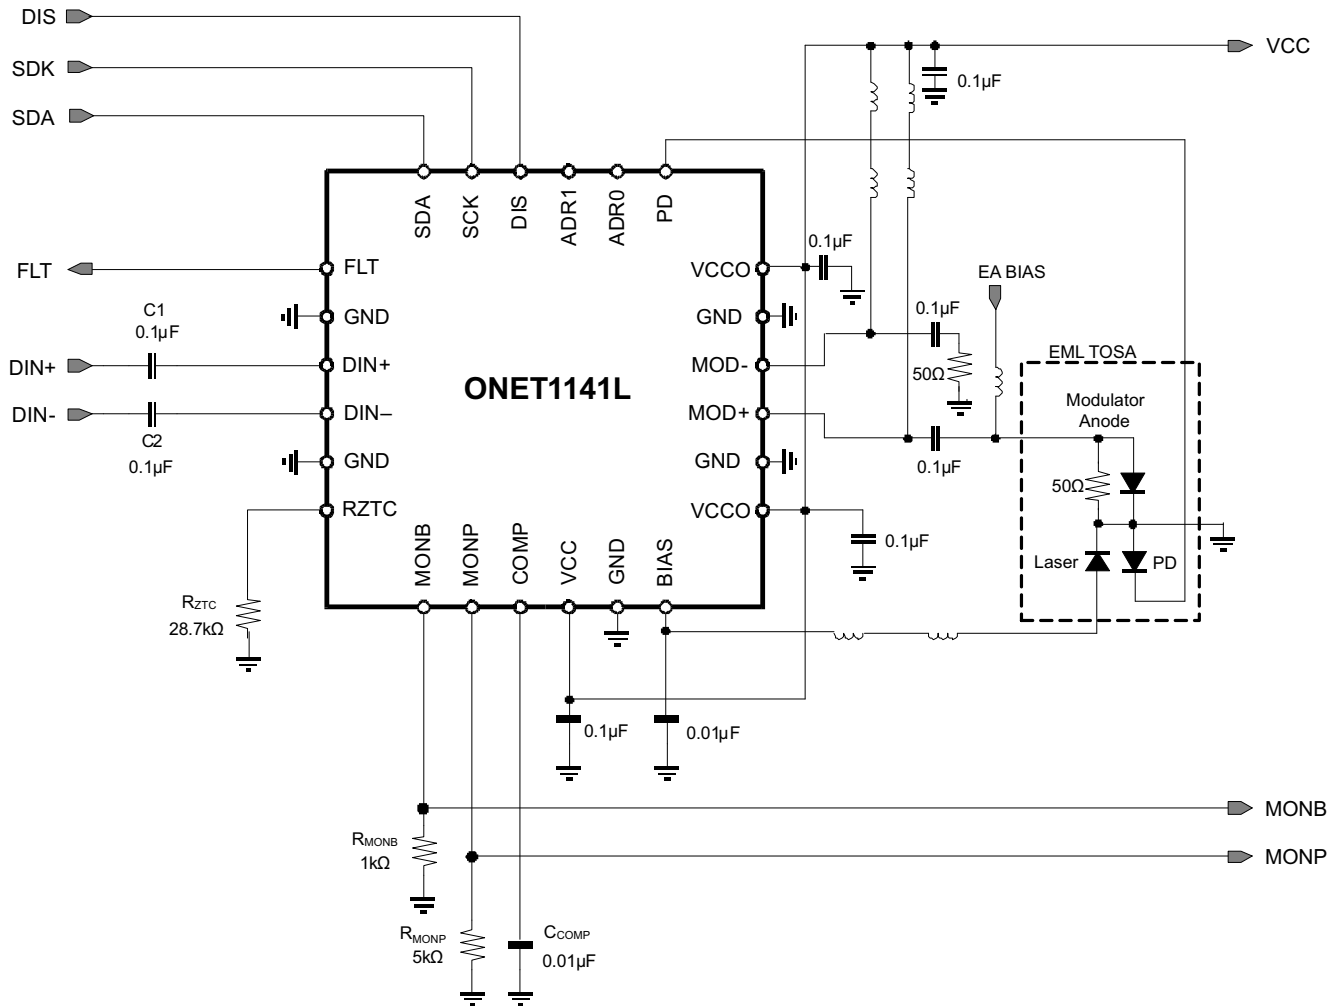 DIS
SDK
SDA
VCC
0.1µF
SDA
SCK
DIS
ADR1
ADR0
PD
FLT
FLT
VCCO
0.1µF
GND
GND
EA BIAS
C1
0.1µF
0.1µF
DIN+
DIN+
MOD-
50Ω
EML TOSA
ONET1141L
Modulator
Anode
DIN-
DIN–
MOD+
C2
0.1µF
0.1µF
GND
GND
50Ω
RZTC
VCCO
0.1µF
MONB
MONP
COMP
VCC
GND
BIAS
Laser
PD
RZTC
28.7kΩ
0.1µF
0.01µF
MONB
RMONB
1kΩ
MONP
RMONP
5kΩ
CCOMP
0.01µF